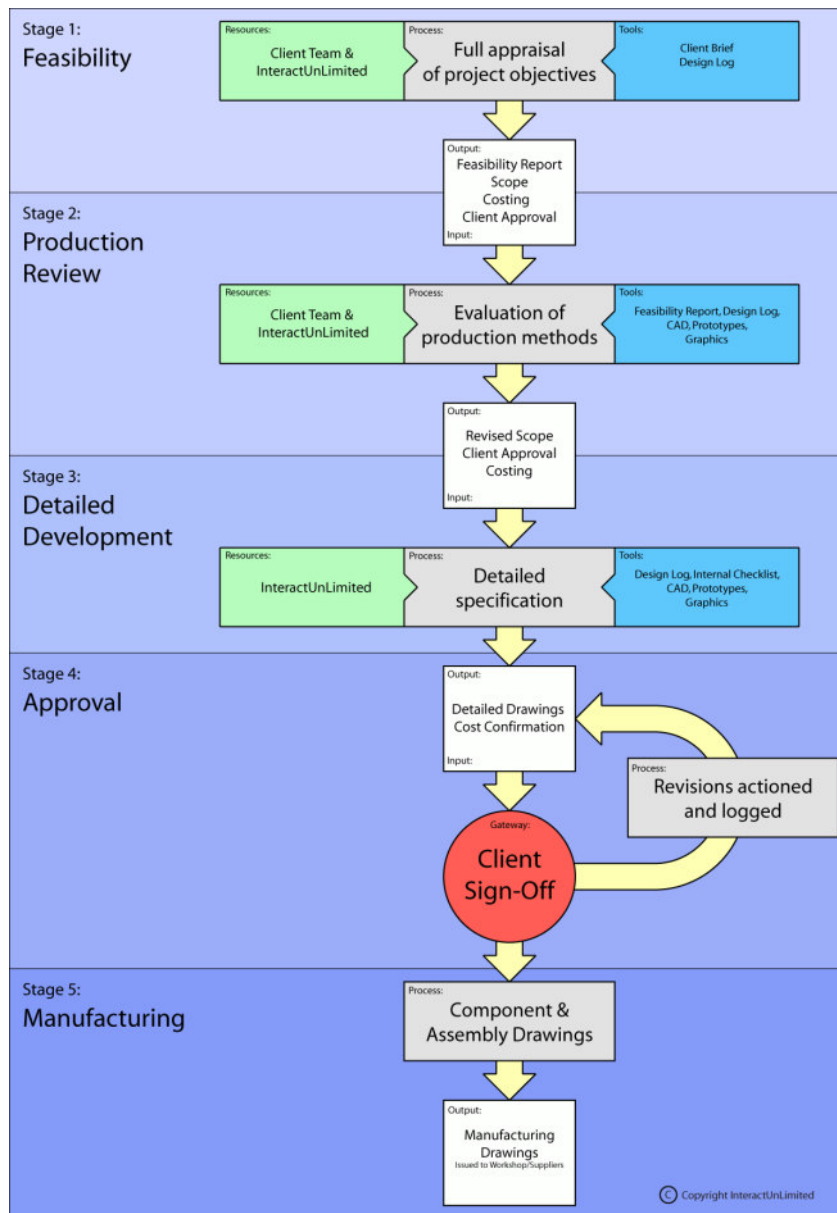 Stage 1:
Feasibility
Resources:
Client Team &
InteractUnLimited
Process:
Full appraisal
of project objectives
Tools:
Client Brief
Design Log
Output:
Feasibility Report
Scope
Costing
Client Approval
Input:
Stage 2:
Production
Review
Resources:
Client Team &
InteractUnLimited
Process:
Evaluation of
production methods
Tools:
Feasibility Report, Design Log,
CAD, Prototypes,
Graphics
Output:
Revised Scope
Client Approval
Costing
Input:
Stage 3:
Detailed
Development
Resources:
InteractUnLimited
Process:
Detailed
specification
Tools:
Design Log, Internal Checklist,
CAD, Prototypes,
Graphics
Stage 4:
Approval
Output:
Detailed Drawings
Cost Confirmation
Input:
Process:
Revisions actioned
and logged
Gateway:
Client
Sign-Off
Stage 5:
Manufacturing
Process:
Component &
Assembly Drawings
Output:
Manufacturing
Drawings
Issued to Workshop/Suppliers
© Copyright InteractUnLimited